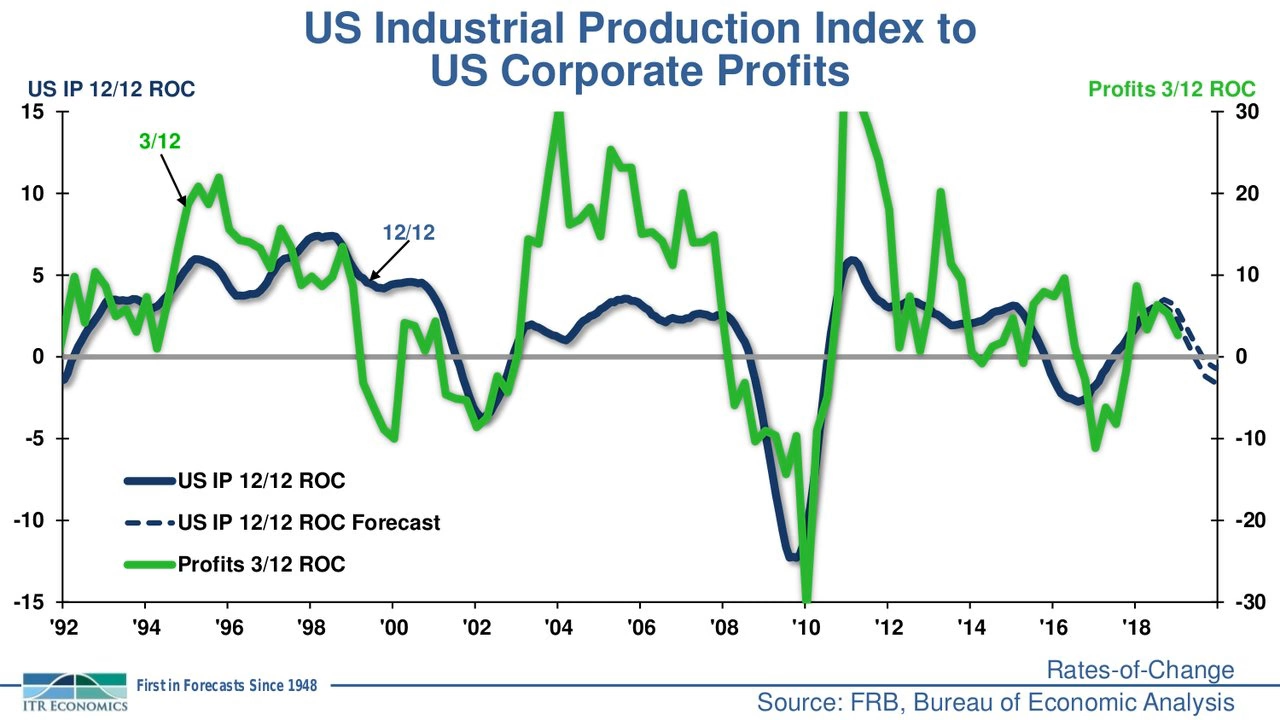 US Industrial Production Index to
US Corporate Profits
US IP 12/12 ROC
Profits 3/12 ROC
15
30
3/12
10
20
12/12
5
10
0
0
-5
-10
US IP 12/12 ROC
-10
US IP 12/12 ROC Forecast
-20
Profits 3/12 ROC
-15
-30
'92 '94 '96 '98 '00 '02 '04 '06 '08 '10 '12 '14 '16 '18
Rates-of-Change
First in Forecasts Since 1948
ITR ECONOMICS
Source: FRB, Bureau of Economic Analysis